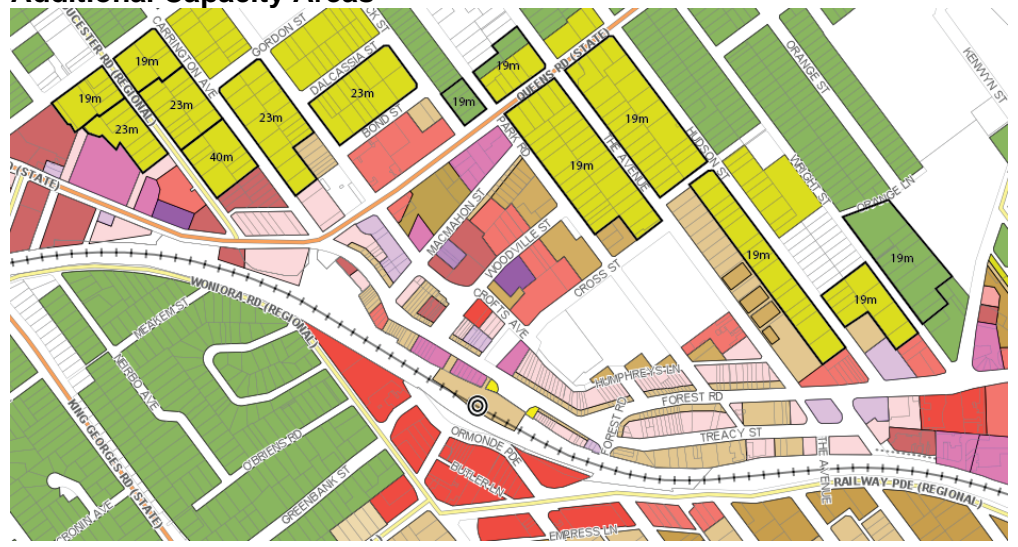 Additional Capacity Areas
CARRINGTON AVE
GORDON ST
DALCASSIA ST
BOND ST
QUEENS RD (STATE)
ORANGE ST
KENWYN ST
19m
19m
23m
23m
23m
23m
40m
19m
19m
19m
19m
19m
19m
19m
PARK RD
THE AVENUE
HUDSON ST
WRIGHT ST
ORANGE LN
(REGIONAL)
(STATE)
MACMAHON ST
WOODVILLE ST
CROSS ST
CROFTS AVE
WONIORA RD (REGIONAL)
MEAKEM ST
NEIRBO AVE
O'BRIENS RD
GREENBANK ST
KING GEORGES RD (STATE)
CRONIN AVE
HUMPHREYS LN
FOREST RD
FOREST RD
TREACY ST
THE AVENUE
ORMONDE PDE
BUTLER LN
EMPRESS LN
RAILWAY PDE (REGIONAL)